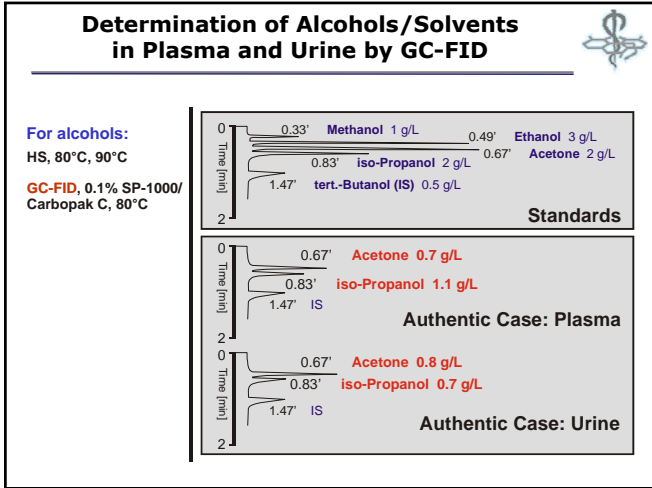 Determination of Alcohols/Solvents
in Plasma and Urine by GC-FID
For alcohols:
HS, 80°C, 90°C
GC-FID, 0.1% SP-1000/
Carbopak C, 80°C
0
Time [min]
2
0.33' Methanol 1 g/L
0.49' Ethanol 3 g/L
0.67' Acetone 2 g/L
0.83' iso-Propanol 2 g/L
1.47' tert.-Butanol (IS) 0.5 g/L
Standards
0
Time [min]
2
0.67' Acetone 0.7 g/L
0.83' iso-Propanol 1.1 g/L
1.47' IS
Authentic Case: Plasma
0
Time [min]
2
0.67' Acetone 0.8 g/L
0.83' iso-Propanol 0.7 g/L
1.47' IS
Authentic Case: Urine